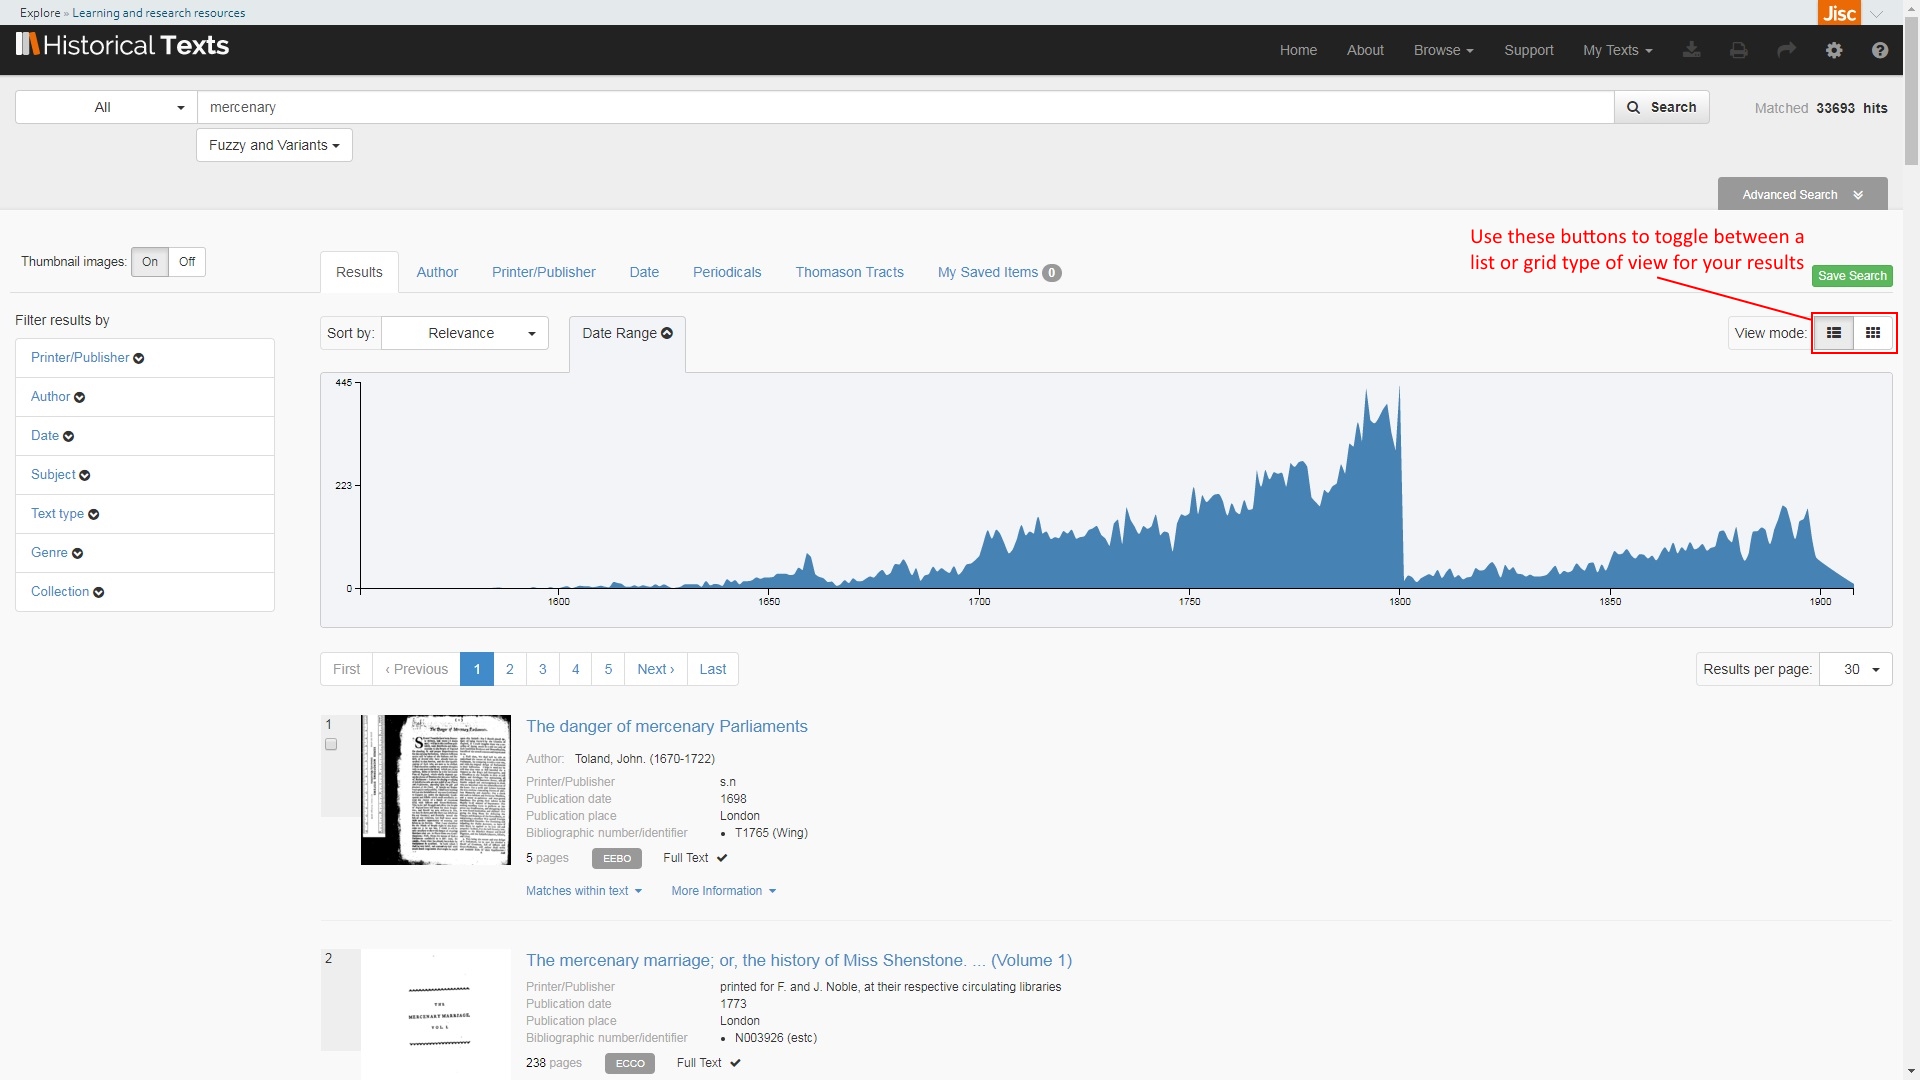 Explore » Learning and research resources
Jisc
Historical Texts
Home About Browse Support My Texts
All mercenary Search Matched 33693 hits
Fuzzy and Variants
Advanced Search
Use these buttons to toggle between a
list or grid type of view for your results
Thumbnail images: On Off
Results Author Printer/Publisher Date Periodicals Thomason Tracts My Saved Items 0
Save Search
Filter results by
Printer/Publisher
Author
Date
Subject
Text type
Genre
Collection
Sort by: Relevance Date Range View mode:
445
223
0
1600 1650 1700 1750 1800 1850 1900
First ‹ Previous 1 2 3 4 5 Next › Last
Results per page: 30
1
The danger of mercenary Parliaments
Author: Toland, John. (1670-1722)
Printer/Publisher s.n
Publication date 1698
Publication place London
Bibliographic number/identifier • T1765 (Wing)
5 pages EEBO Full Text
Matches within text More Information
2
THE
MERCENARY MARRIAGE,
VOL I.
The mercenary marriage; or, the history of Miss Shenstone. ... (Volume 1)
Printer/Publisher printed for F. and J. Noble, at their respective circulating libraries
Publication date 1773
Publication place London
Bibliographic number/identifier • N003926 (estc)
238 pages ECCO Full Text